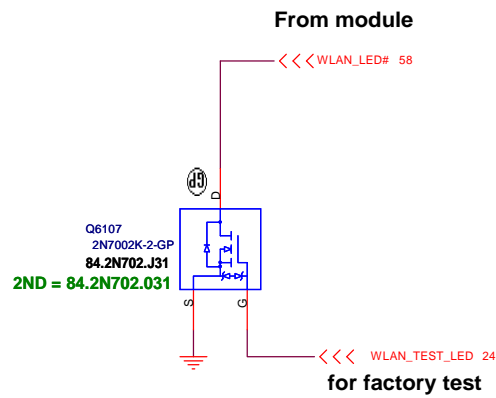 From module
WLAN_LED# 58
GP
D
Q6107
2N7002K-2-GP
84.2N702.J31
2ND = 84.2N702.031
S
G
WLAN_TEST_LED 24
for factory test